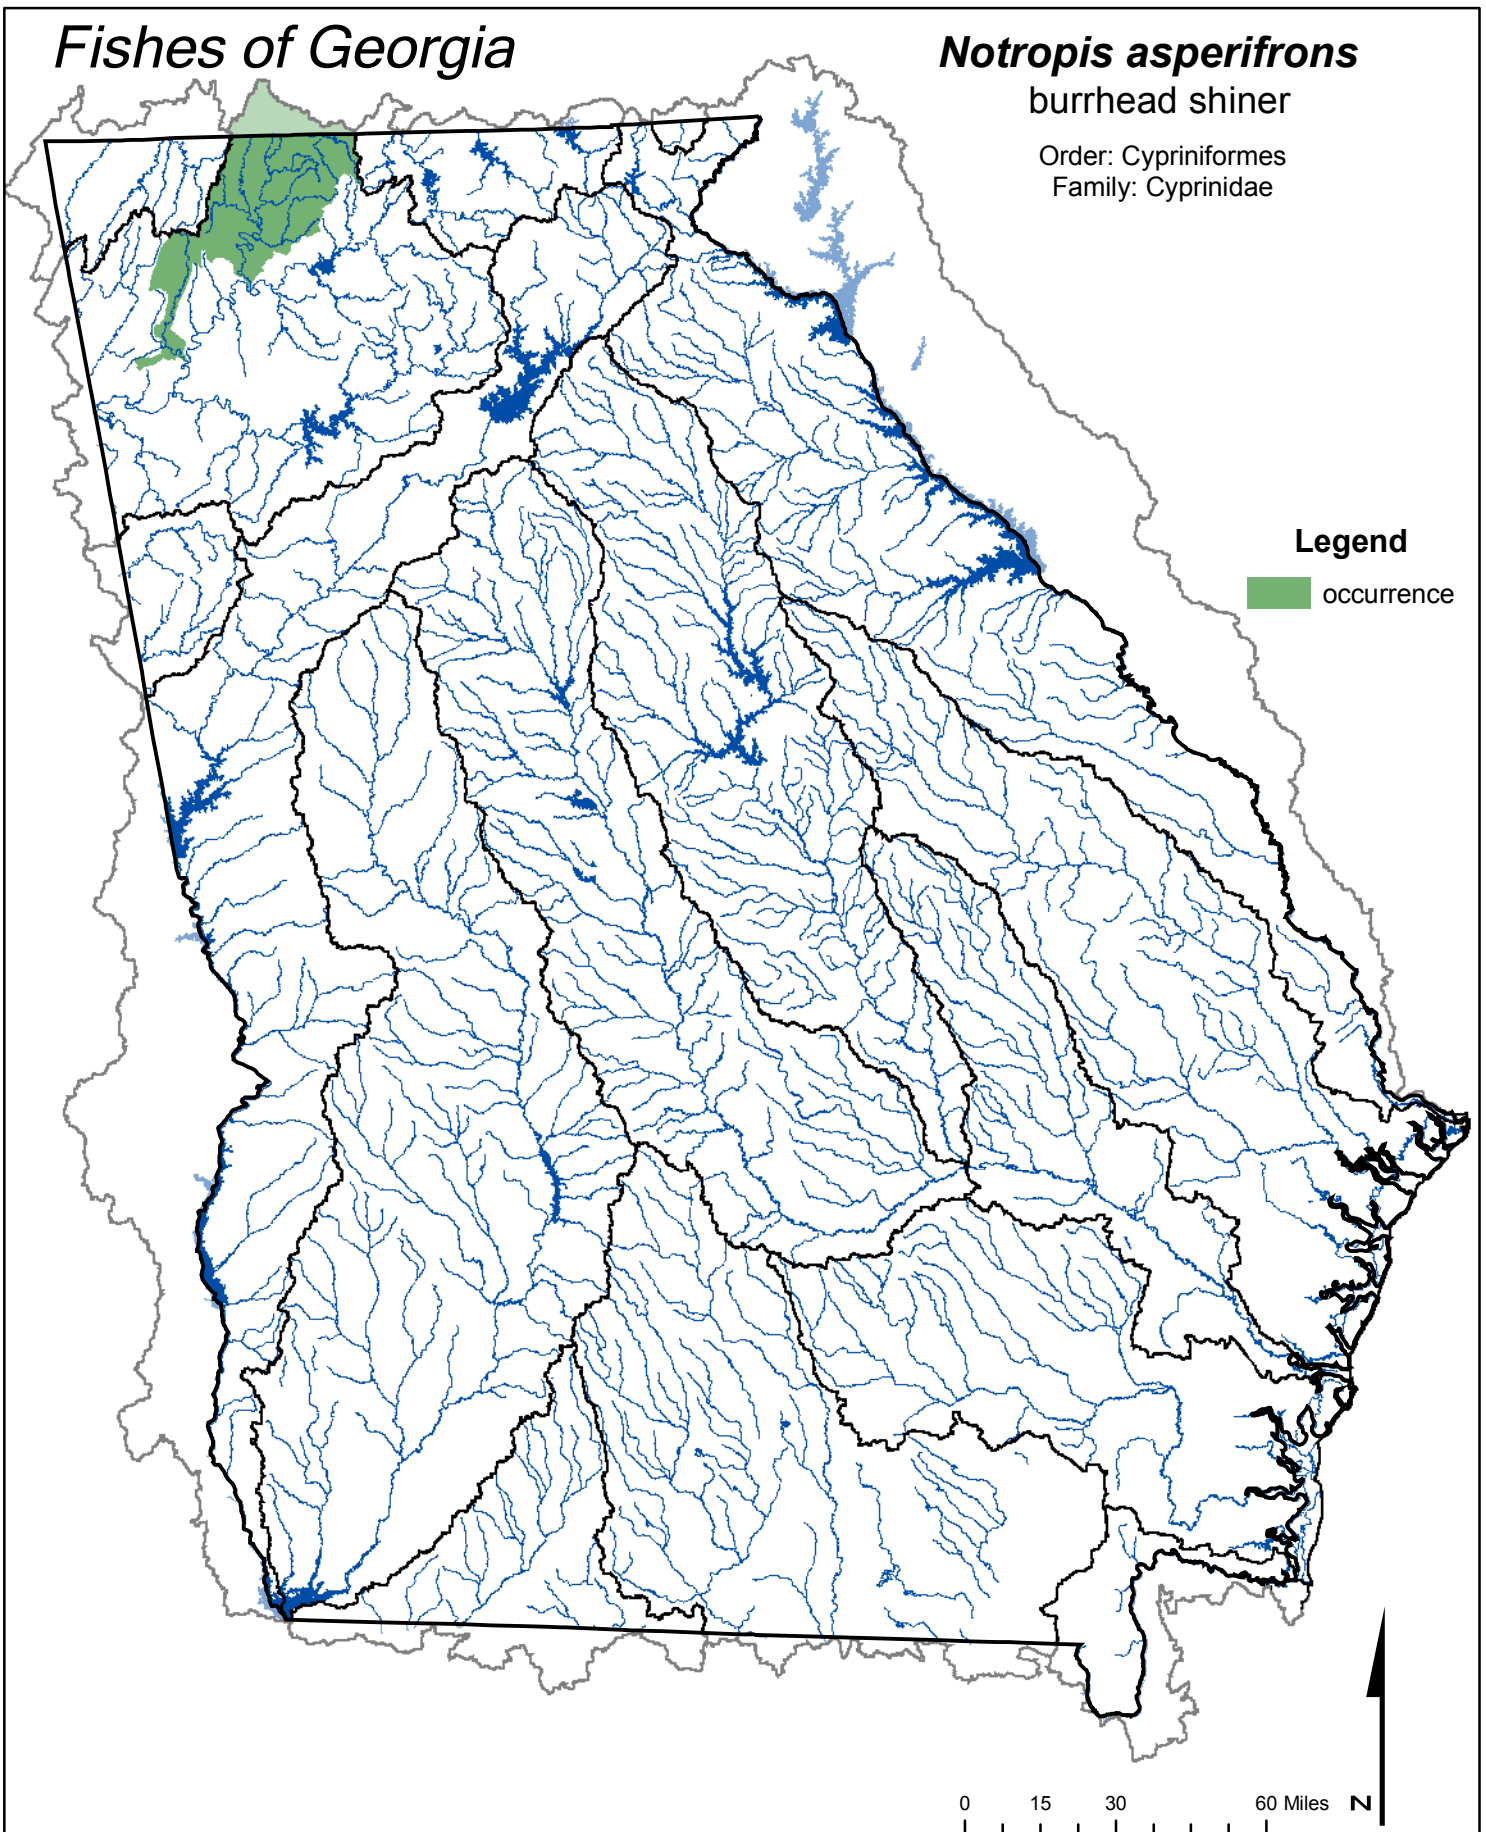 Fishes of Georgia
Notropis asperifrons
burrhead shiner
Order: Cypriniformes
Family: Cyprinidae
Legend
occurrence
0 15 30 60 Miles
N